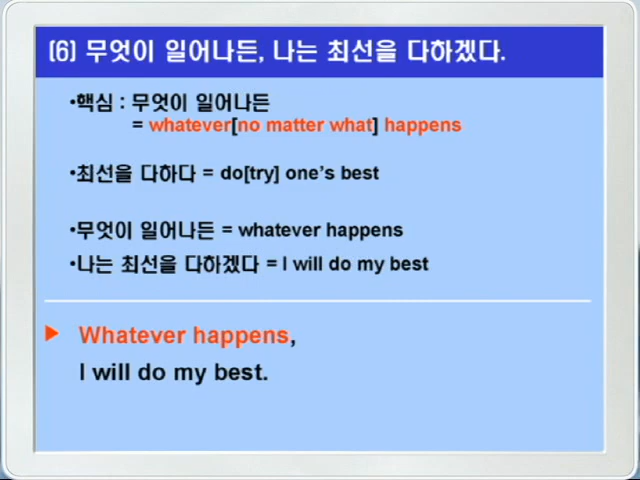 (6) 무엇이 일어나든, 나는 최선을 다하겠다.
•핵심 : 무엇이 일어나든
= whatever[no matter what] happens
•최선을 다하다 = do[try] one's best
•무엇이 일어나든 = whatever happens
•나는 최선을 다하겠다 = I will do my best
▶ Whatever happens,
I will do my best.